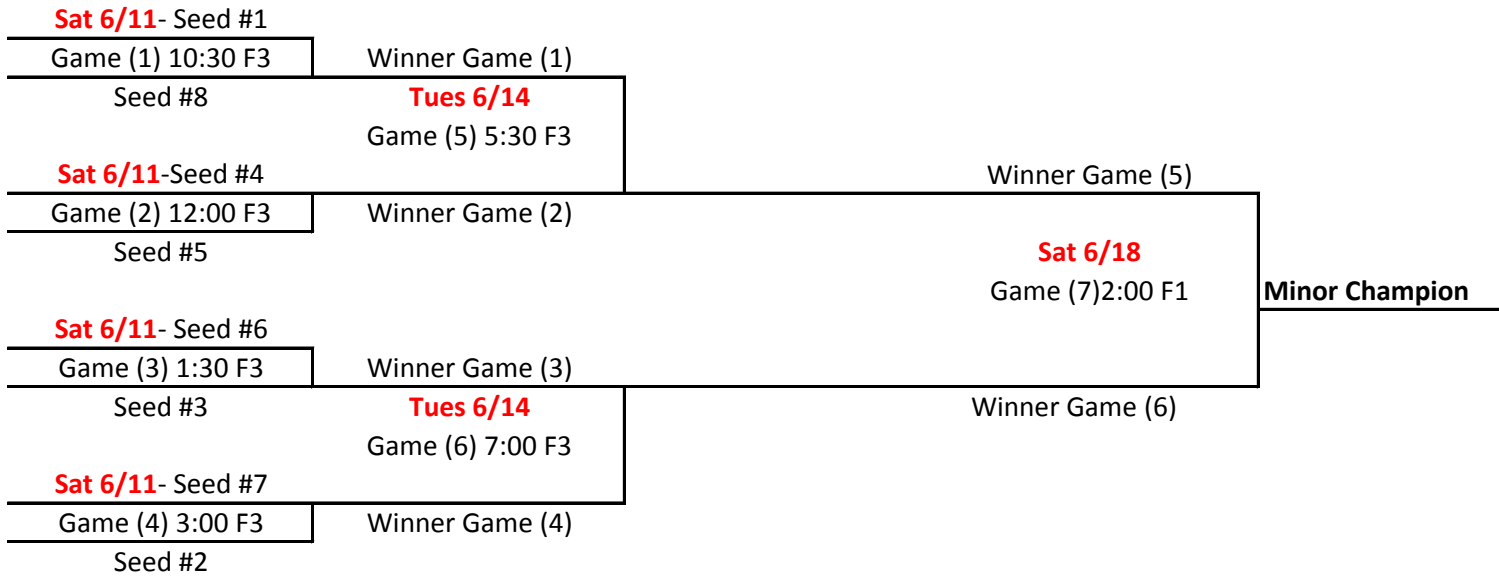 Sat 6/11- Seed #1
Game (1) 10:30 F3
Winner Game (1)
Seed #8
Tues 6/14
Game (5) 5:30 F3
Sat 6/11-Seed #4
Winner Game (5)
Game (2) 12:00 F3
Winner Game (2)
Seed #5
Sat 6/18
Game (7)2:00 F1
Minor Champion
Sat 6/11- Seed #6
Game (3) 1:30 F3
Winner Game (3)
Seed #3
Tues 6/14
Winner Game (6)
Game (6) 7:00 F3
Sat 6/11- Seed #7
Game (4) 3:00 F3
Winner Game (4)
Seed #2